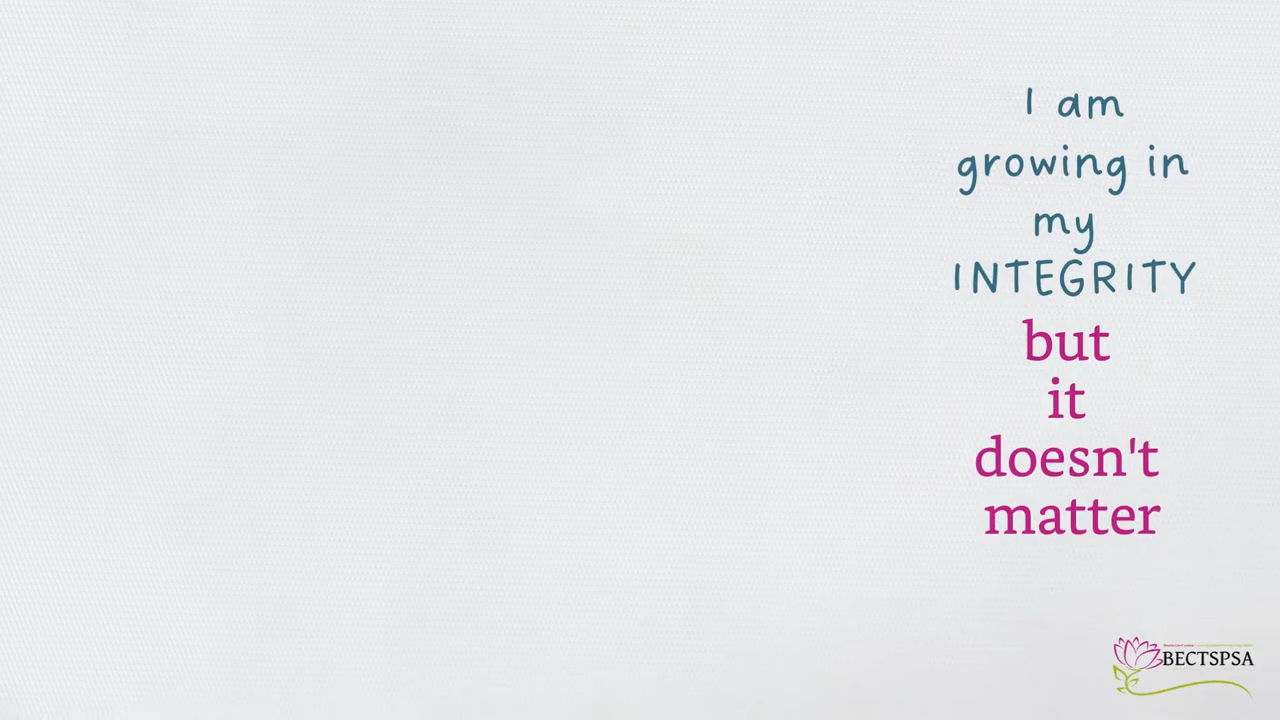 I am
growing in
my
INTEGRITY
but
it
doesn't
matter
BECTSPSA